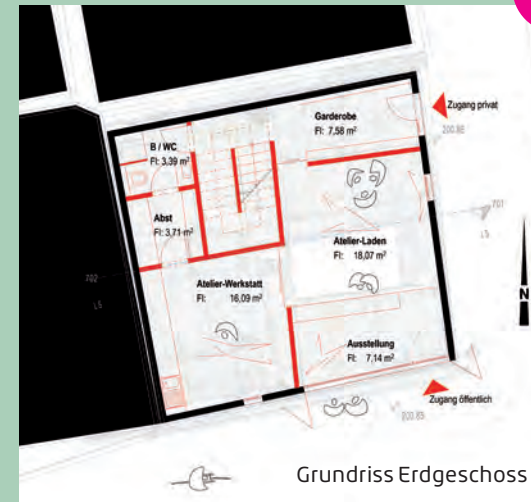 Zugang privat
200.88
Garderobe
Fl: 7,58 m²
B / WC
Fl: 3,39 m²
Abst
Fl: 3,71 m²
701
L5
Atelier-Laden
Fl: 18,07 m²
702
L5
Atelier-Werkstatt
Fl: 16,09 m²
N
Ausstellung
Fl: 7,14 m²
Zugang öffentlich
200.85
Grundriss Erdgeschoss